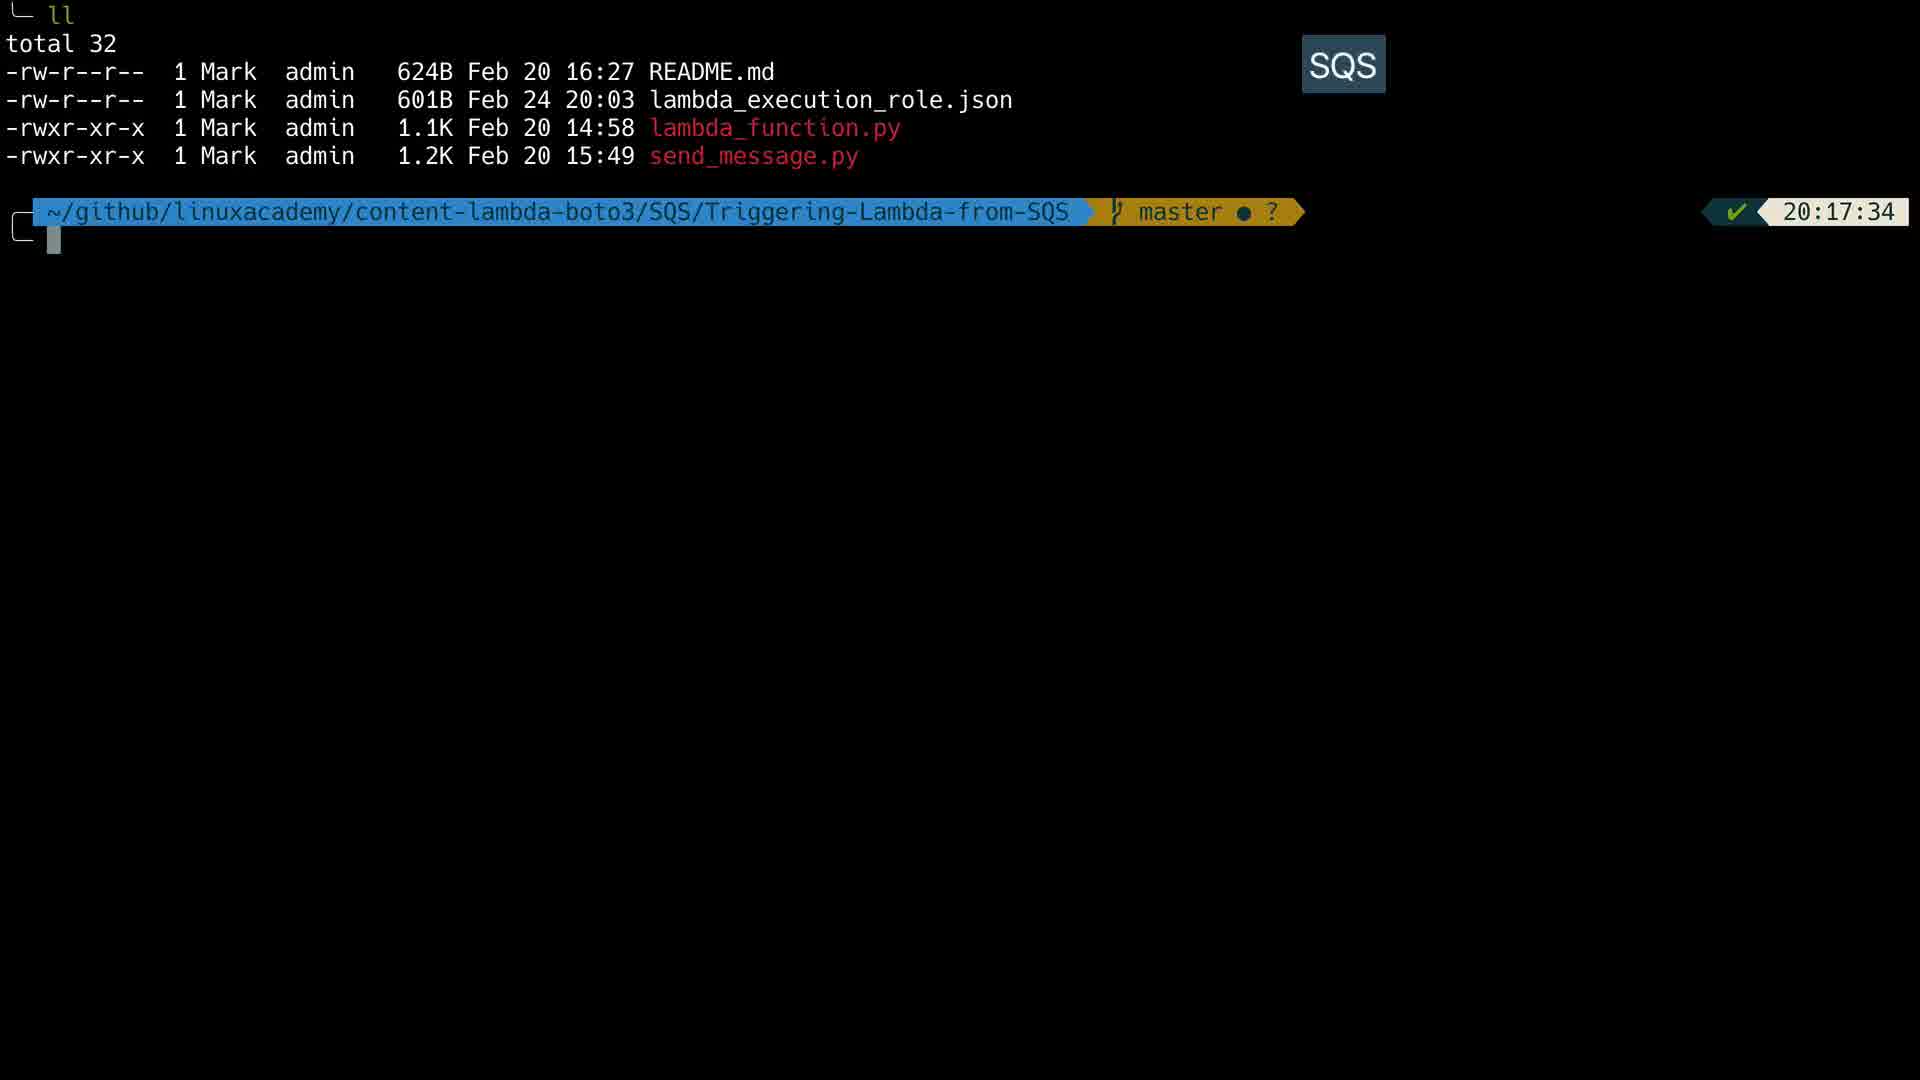 ll
total 32
SQS
-rw-r--r--  1 Mark  admin   624B Feb 20 16:27 README.md
-rw-r--r--  1 Mark  admin   601B Feb 24 20:03 lambda_execution_role.json
-rwxr-xr-x  1 Mark  admin   1.1K Feb 20 14:58 lambda_function.py
-rwxr-xr-x  1 Mark  admin   1.2K Feb 20 15:49 send_message.py
~/github/linuxacademy/content-lambda-boto3/SQS/Triggering-Lambda-from-SQS master ● ? ✔ 20:17:34